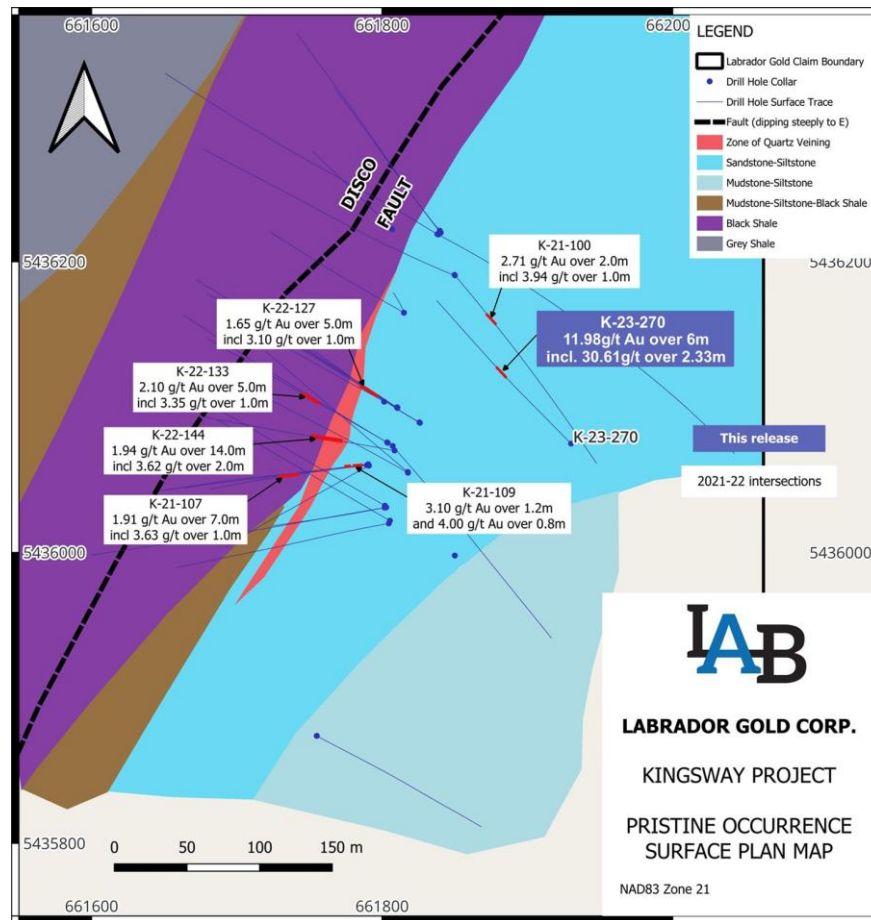 661600
661800
66200
LEGEND
Labrador Gold Claim Boundary
Drill Hole Collar
Drill Hole Surface Trace
Fault (dipping steeply to E)
Zone of Quartz Veining
Sandstone-Siltstone
Mudstone-Siltstone
Mudstone-Siltstone-Black Shale
Black Shale
Grey Shale
DISCO
FAULT
5436200
5436200
K-21-100
2.71 g/t Au over 2.0m
incl 3.94 g/t over 1.0m
K-22-127
1.65 g/t Au over 5.0m
incl 3.10 g/t over 1.0m
K-23-270
11.98g/t Au over 6m
incl. 30.61g/t over 2.33m
K-22-133
2.10 g/t Au over 5.0m
incl 3.35 g/t over 1.0m
K-22-144
1.94 g/t Au over 14.0m
incl 3.62 g/t over 2.0m
K-23-270
This release
2021-22 intersections
K-21-107
1.91 g/t Au over 7.0m
incl 3.63 g/t over 1.0m
K-21-109
3.10 g/t Au over 1.2m
and 4.00 g/t Au over 0.8m
5436000
5436000
LAB
LABRADOR GOLD CORP.
KINGSWAY PROJECT
PRISTINE OCCURRENCE
SURFACE PLAN MAP
NAD83 Zone 21
5435800
0 50 100 150 m
661600
661800